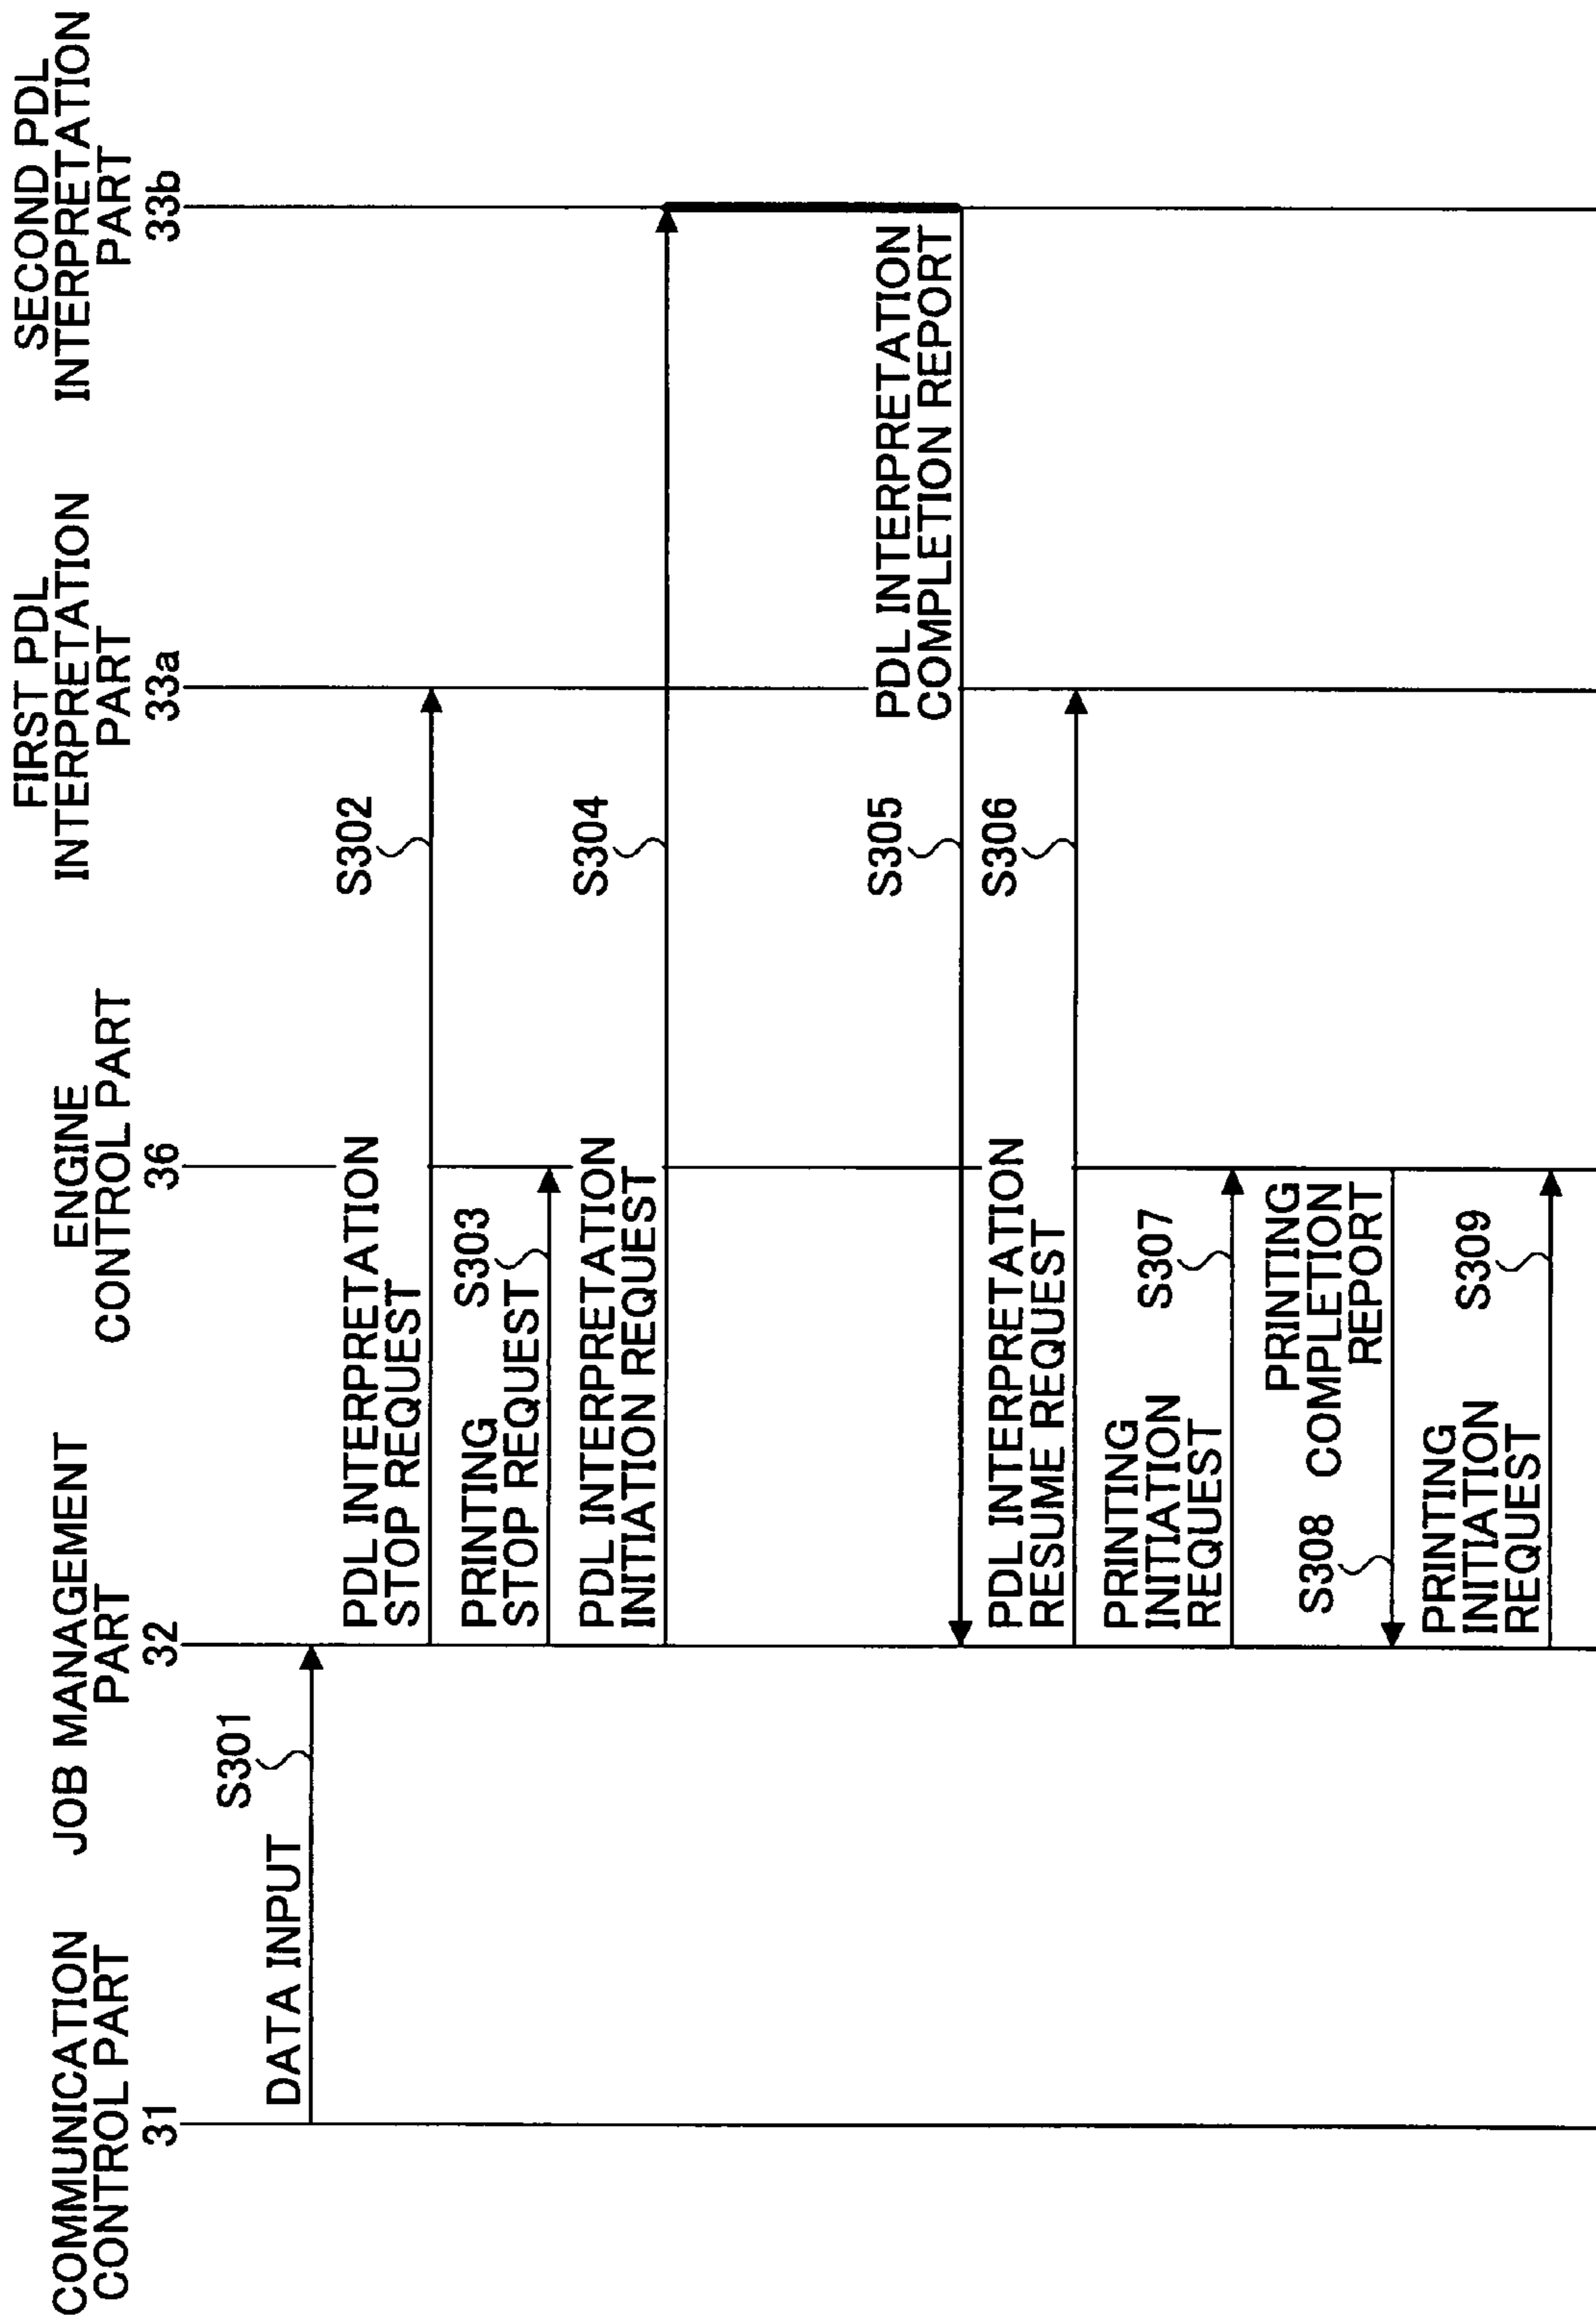 COMMUNICATION
CONTROL PART
31
JOB MANAGEMENT
PART
32
ENGINE
CONTROL PART
36
FIRST PDL
INTERPRETATION
PART
33a
SECOND PDL
INTERPRETATION
PART
33b
DATA INPUT
S301
PDL INTERPRETATION
STOP REQUEST
S302
PRINTING
STOP REQUEST
S303
PDL INTERPRETATION
INITIATION REQUEST
S304
PDL INTERPRETATION
COMPLETION REPORT
S305
PDL INTERPRETATION
RESUME REQUEST
S306
PRINTING
INITIATION
REQUEST
S307
PRINTING
COMPLETION
REPORT
S308
PRINTING
INITIATION
REQUEST
S309